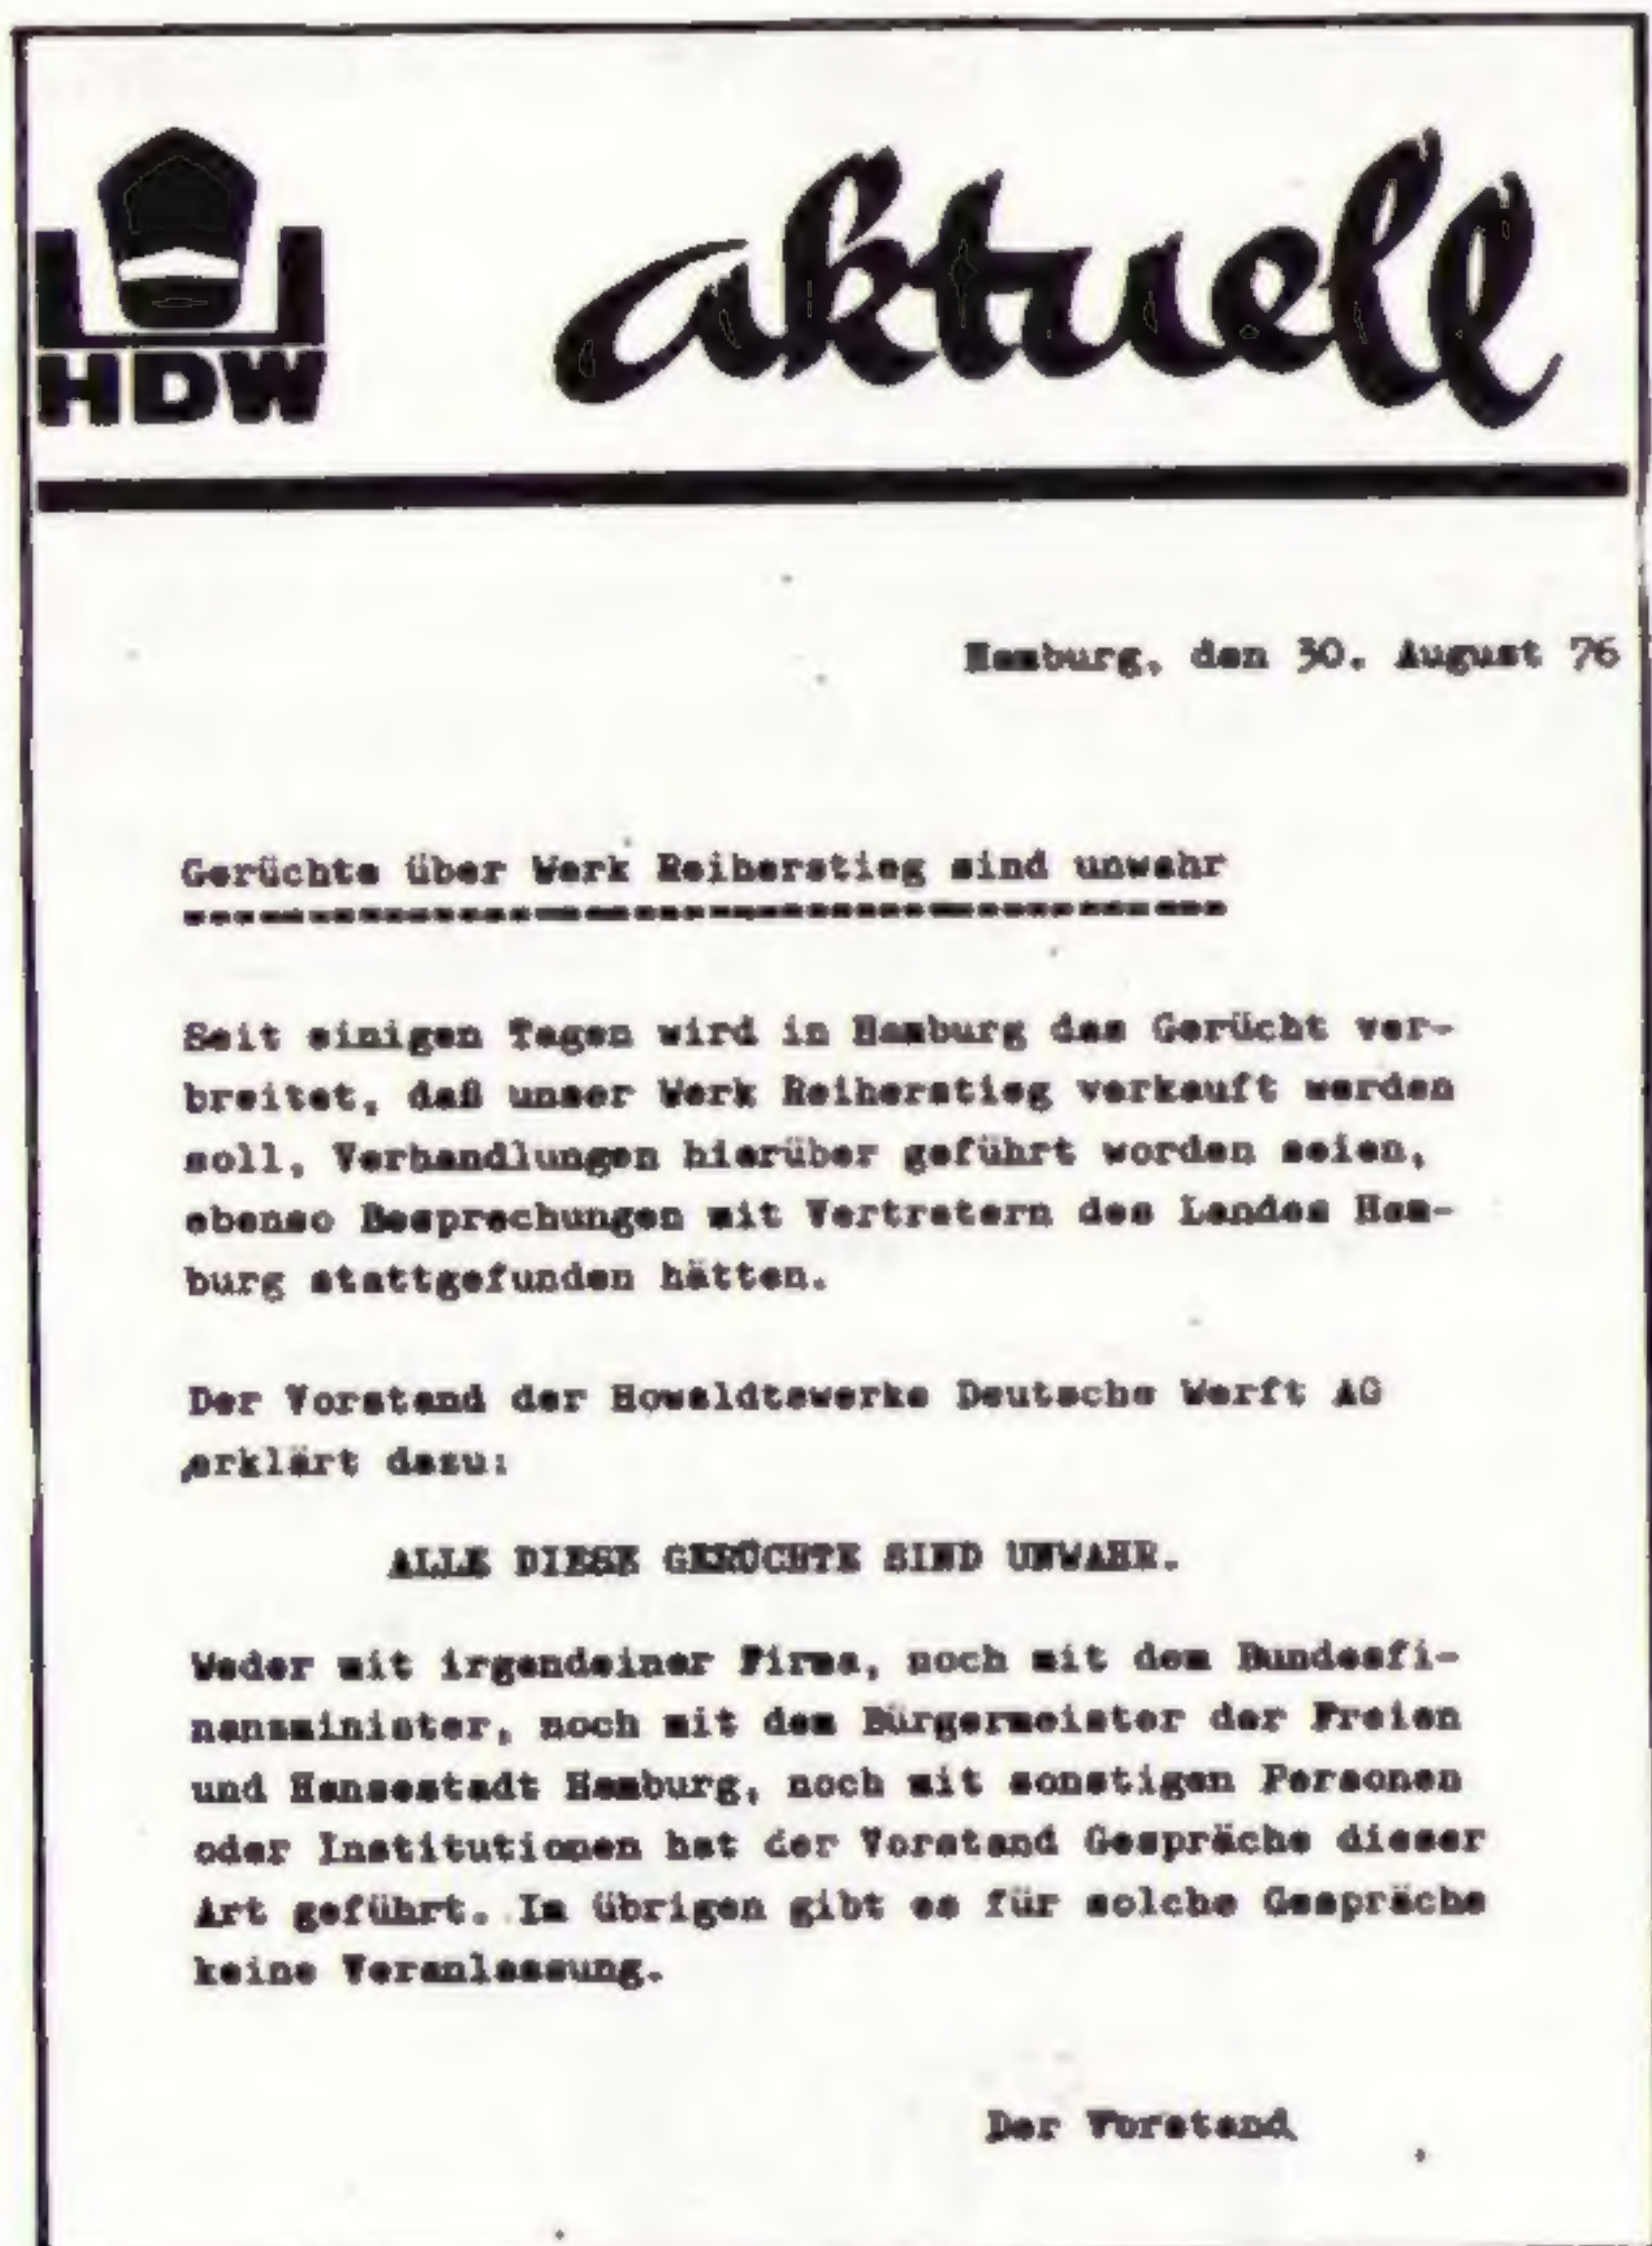 HDW
aktuell
Hamburg, den 30. August 76
Gerüchte über Werk Reiherstieg sind unwahr
Seit einigen Tagen wird in Hamburg das Gerücht ver-
breitet, daß unser Werk Reiherstieg verkauft werden
soll, Verhandlungen hierüber geführt worden seien,
ebenso Besprechungen mit Vertretern des Landes Ham-
burg stattgefunden hätten.
Der Vorstand der Howaldtswerke Deutsche Werft AG
erklärt dazu:
ALLE DIESE GERÜCHTE SIND UNWAHR.
Weder mit irgendeiner Firma, noch mit dem Bundesfi-
nanzminister, noch mit dem Bürgermeister der Freien
und Hansestadt Hamburg, noch mit sonstigen Personen
oder Institutionen hat der Vorstand Gespräche dieser
Art geführt. Im übrigen gibt es für solche Gespräche
keine Veranlassung.
Der Vorstand